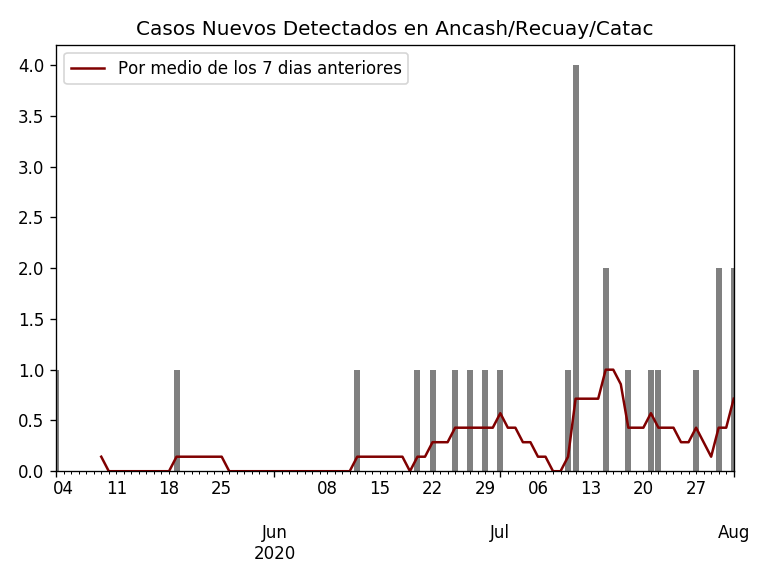 Casos Nuevos Detectados en Ancash/Recuay/Catac
Por medio de los 7 dias anteriores
4.0
3.5
3.0
2.5
2.0
1.5
1.0
0.5
0.0
04 11 18 25 08 15 22 29 06 13 20 27
Jun Jul Aug
2020